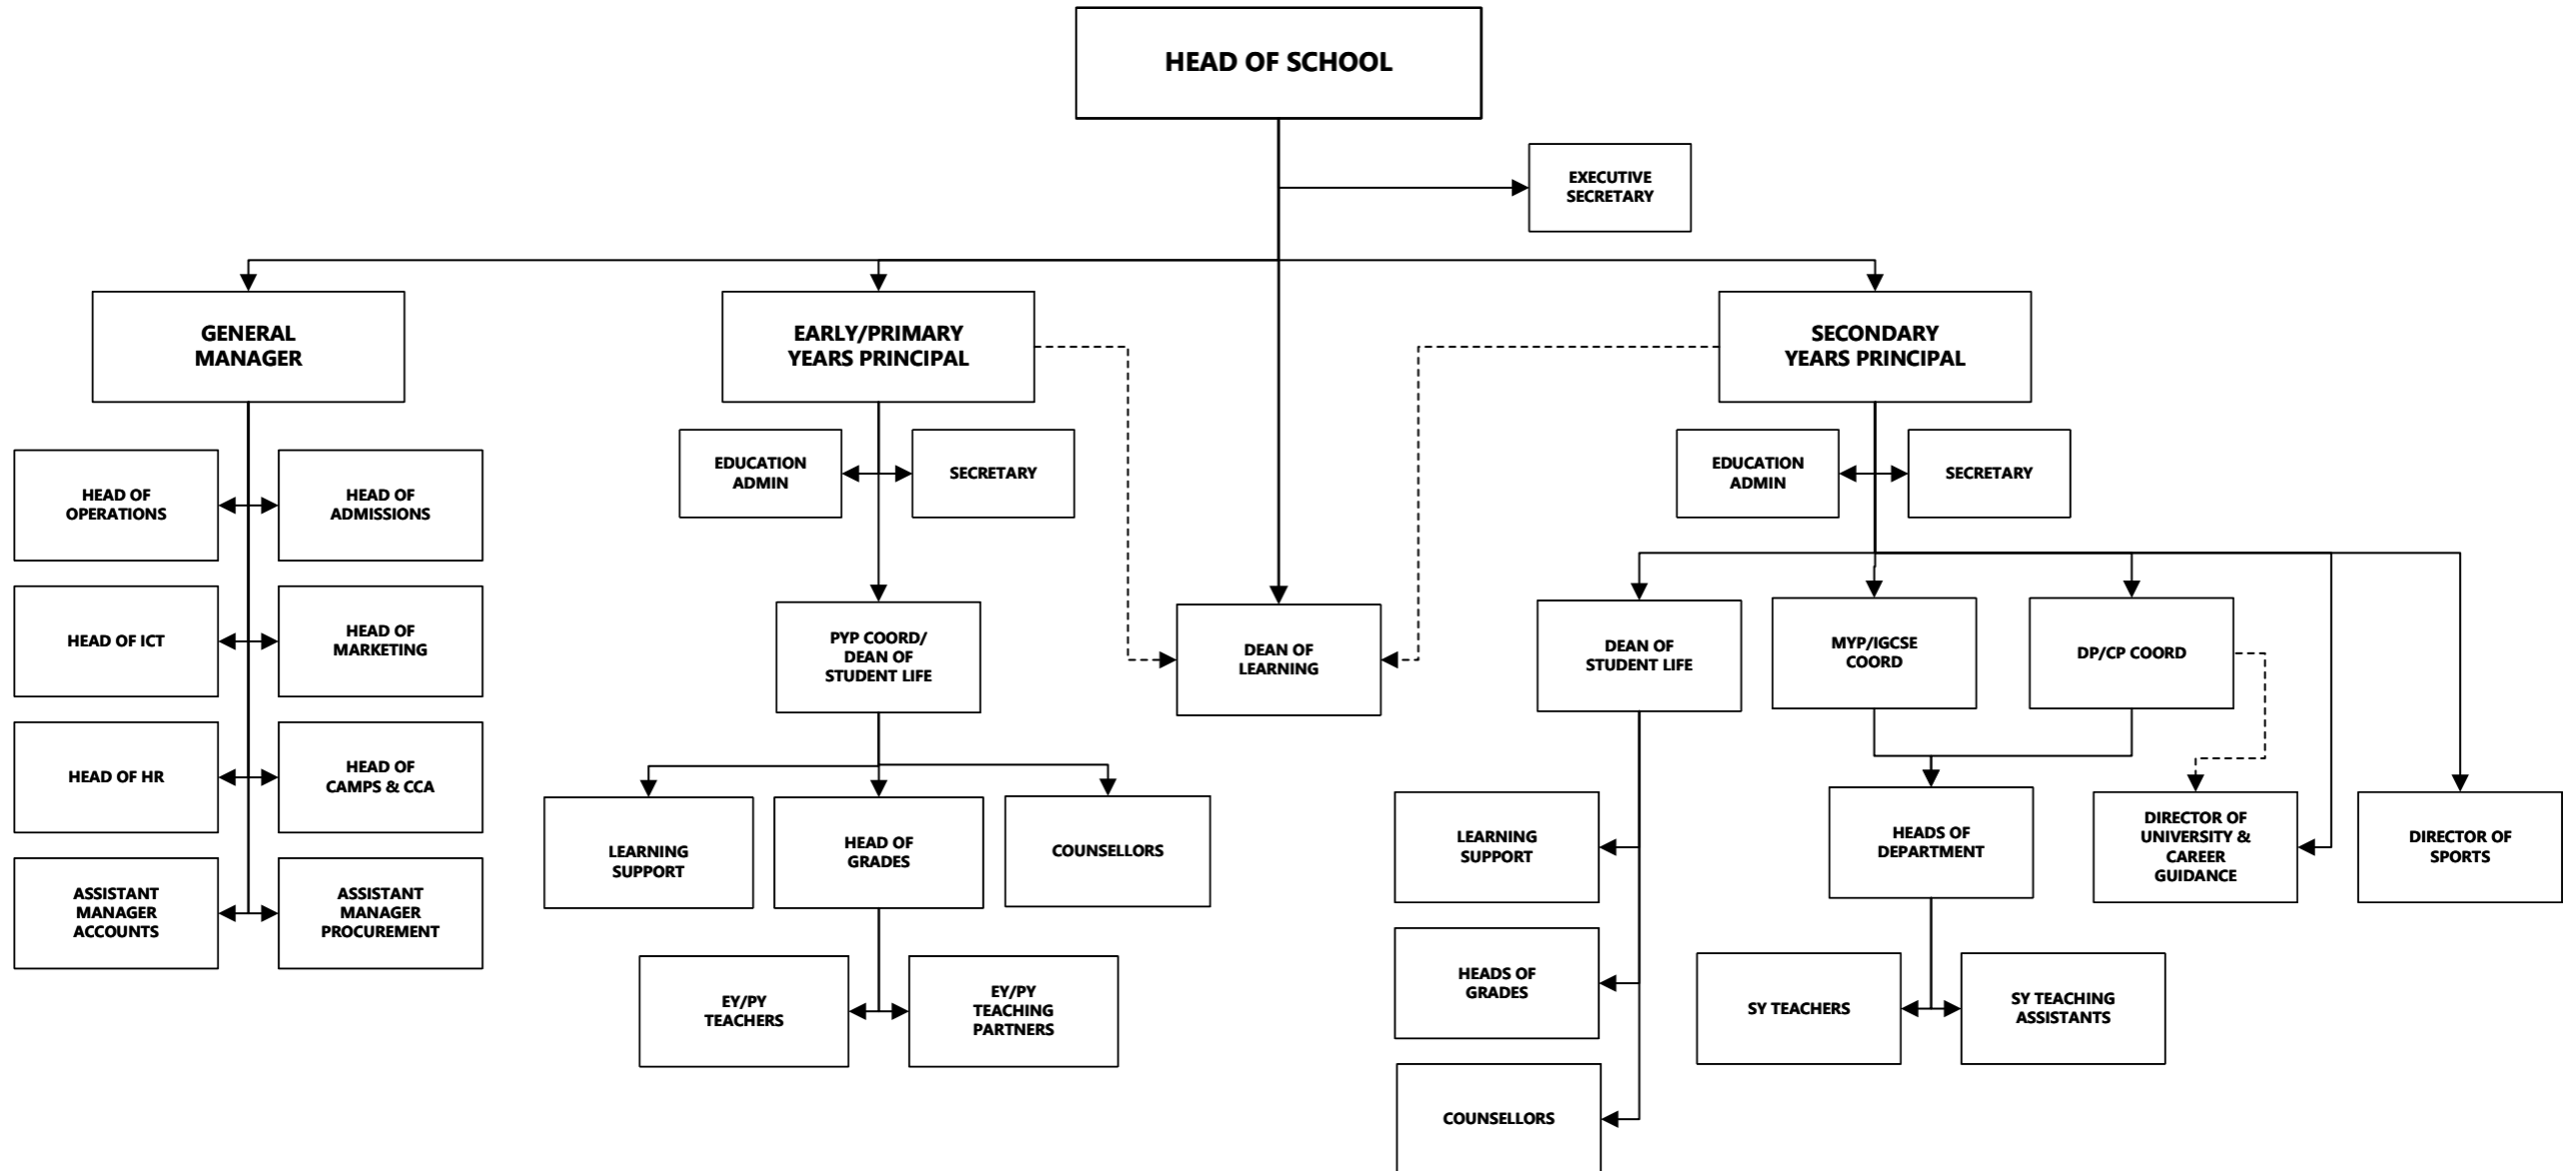 HEAD OF SCHOOL
EXECUTIVE
SECRETARY
GENERAL
MANAGER
EARLY/PRIMARY
YEARS PRINCIPAL
SECONDARY
YEARS PRINCIPAL
EDUCATION
ADMIN
SECRETARY
EDUCATION
ADMIN
SECRETARY
HEAD OF
OPERATIONS
HEAD OF
ADMISSIONS
HEAD OF ICT
HEAD OF
MARKETING
HEAD OF HR
HEAD OF
CAMPS & CCA
ASSISTANT
MANAGER
ACCOUNTS
ASSISTANT
MANAGER
PROCUREMENT
PYP COORD/
DEAN OF
STUDENT LIFE
DEAN OF
LEARNING
DEAN OF
STUDENT LIFE
MYP/IGCSE
COORD
DP/CP COORD
LEARNING
SUPPORT
HEAD OF
GRADES
COUNSELLORS
EY/PY
TEACHERS
EY/PY
TEACHING
PARTNERS
LEARNING
SUPPORT
HEADS OF
GRADES
COUNSELLORS
HEADS OF
DEPARTMENT
DIRECTOR OF
UNIVERSITY &
CAREER
GUIDANCE
DIRECTOR OF
SPORTS
SY TEACHERS
SY TEACHING
ASSISTANTS